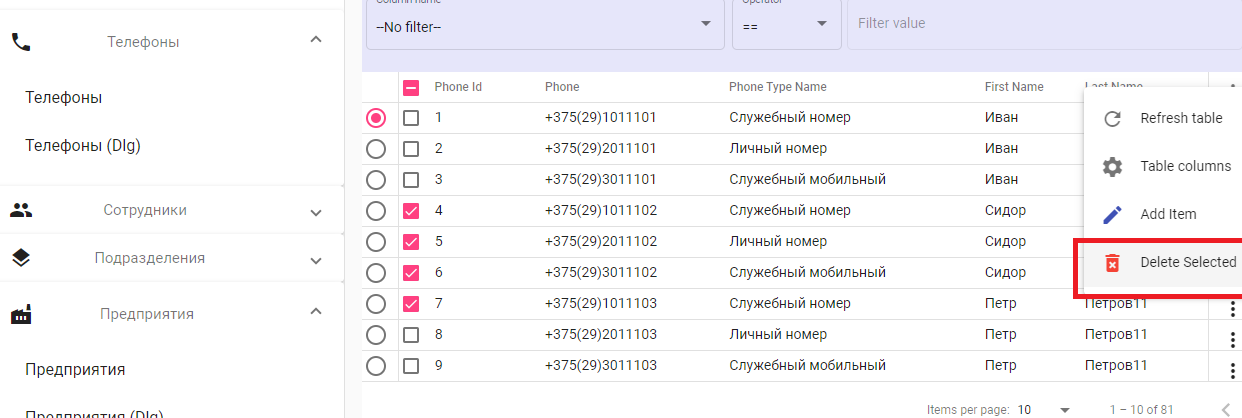 Column name
Operator
--No filter--
==
Filter value
Телефоны
Телефоны
Телефоны (Dlg)
Сотрудники
Подразделения
Предприятия
Предприятия
Предприятия (Dlg)
Phone Id Phone Phone Type Name First Name Last Name
1 +375(29)1011101 Служебный номер Иван
2 +375(29)2011101 Личный номер Иван
3 +375(29)3011101 Служебный мобильный Иван
4 +375(29)1011102 Служебный номер Сидор
5 +375(29)2011102 Личный номер Сидор
6 +375(29)3011102 Служебный мобильный Сидор
7 +375(29)1011103 Служебный номер Петр Петров11
8 +375(29)2011103 Личный номер Петр Петров11
9 +375(29)3011103 Служебный мобильный Петр Петров11
Refresh table
Table columns
Add Item
Delete Selected
Items per page: 10 1 – 10 of 81